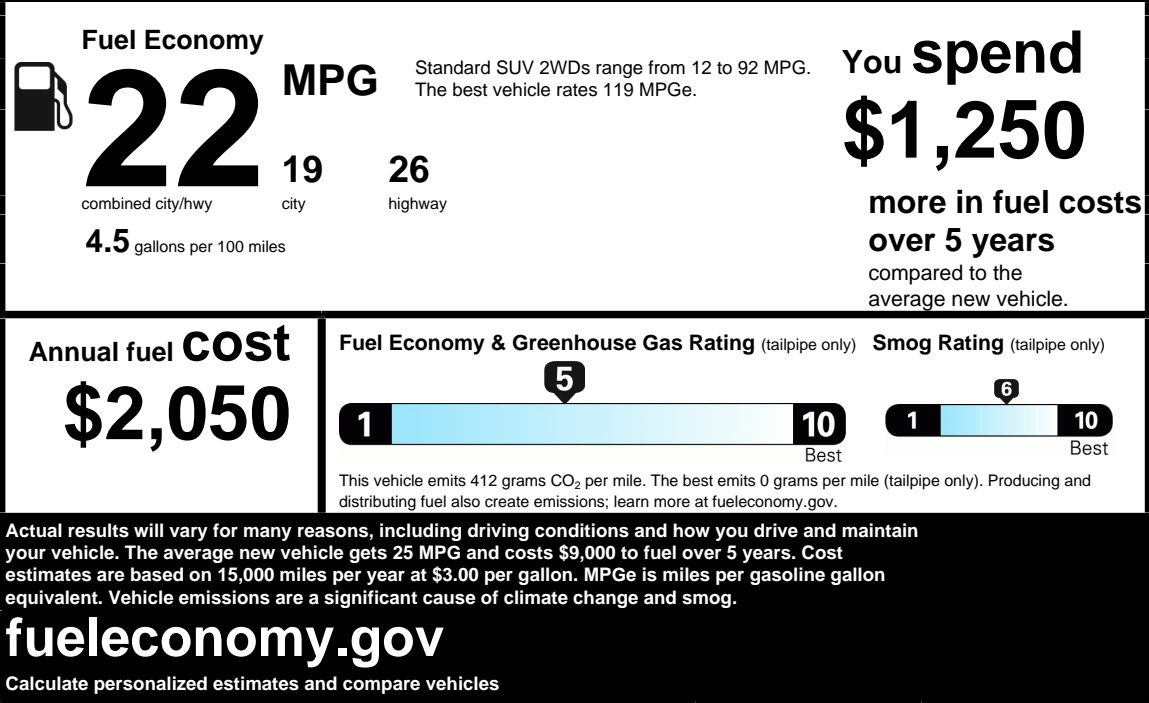 Fuel Economy
22
MPG
combined city/hwy
19
city
26
highway
4.5 gallons per 100 miles
Standard SUV 2WDs range from 12 to 92 MPG.
The best vehicle rates 119 MPGe.
You spend
$1,250
more in fuel costs
over 5 years
compared to the
average new vehicle.
Annual fuel cost
$2,050
Fuel Economy & Greenhouse Gas Rating (tailpipe only)
5
1
10
Best
Smog Rating (tailpipe only)
6
1
10
Best
This vehicle emits 412 grams CO₂ per mile. The best emits 0 grams per mile (tailpipe only). Producing and
distributing fuel also create emissions; learn more at fueleconomy.gov.
Actual results will vary for many reasons, including driving conditions and how you drive and maintain
your vehicle. The average new vehicle gets 25 MPG and costs $9,000 to fuel over 5 years. Cost
estimates are based on 15,000 miles per year at $3.00 per gallon. MPGe is miles per gasoline gallon
equivalent. Vehicle emissions are a significant cause of climate change and smog.
fueleconomy.gov
Calculate personalized estimates and compare vehicles